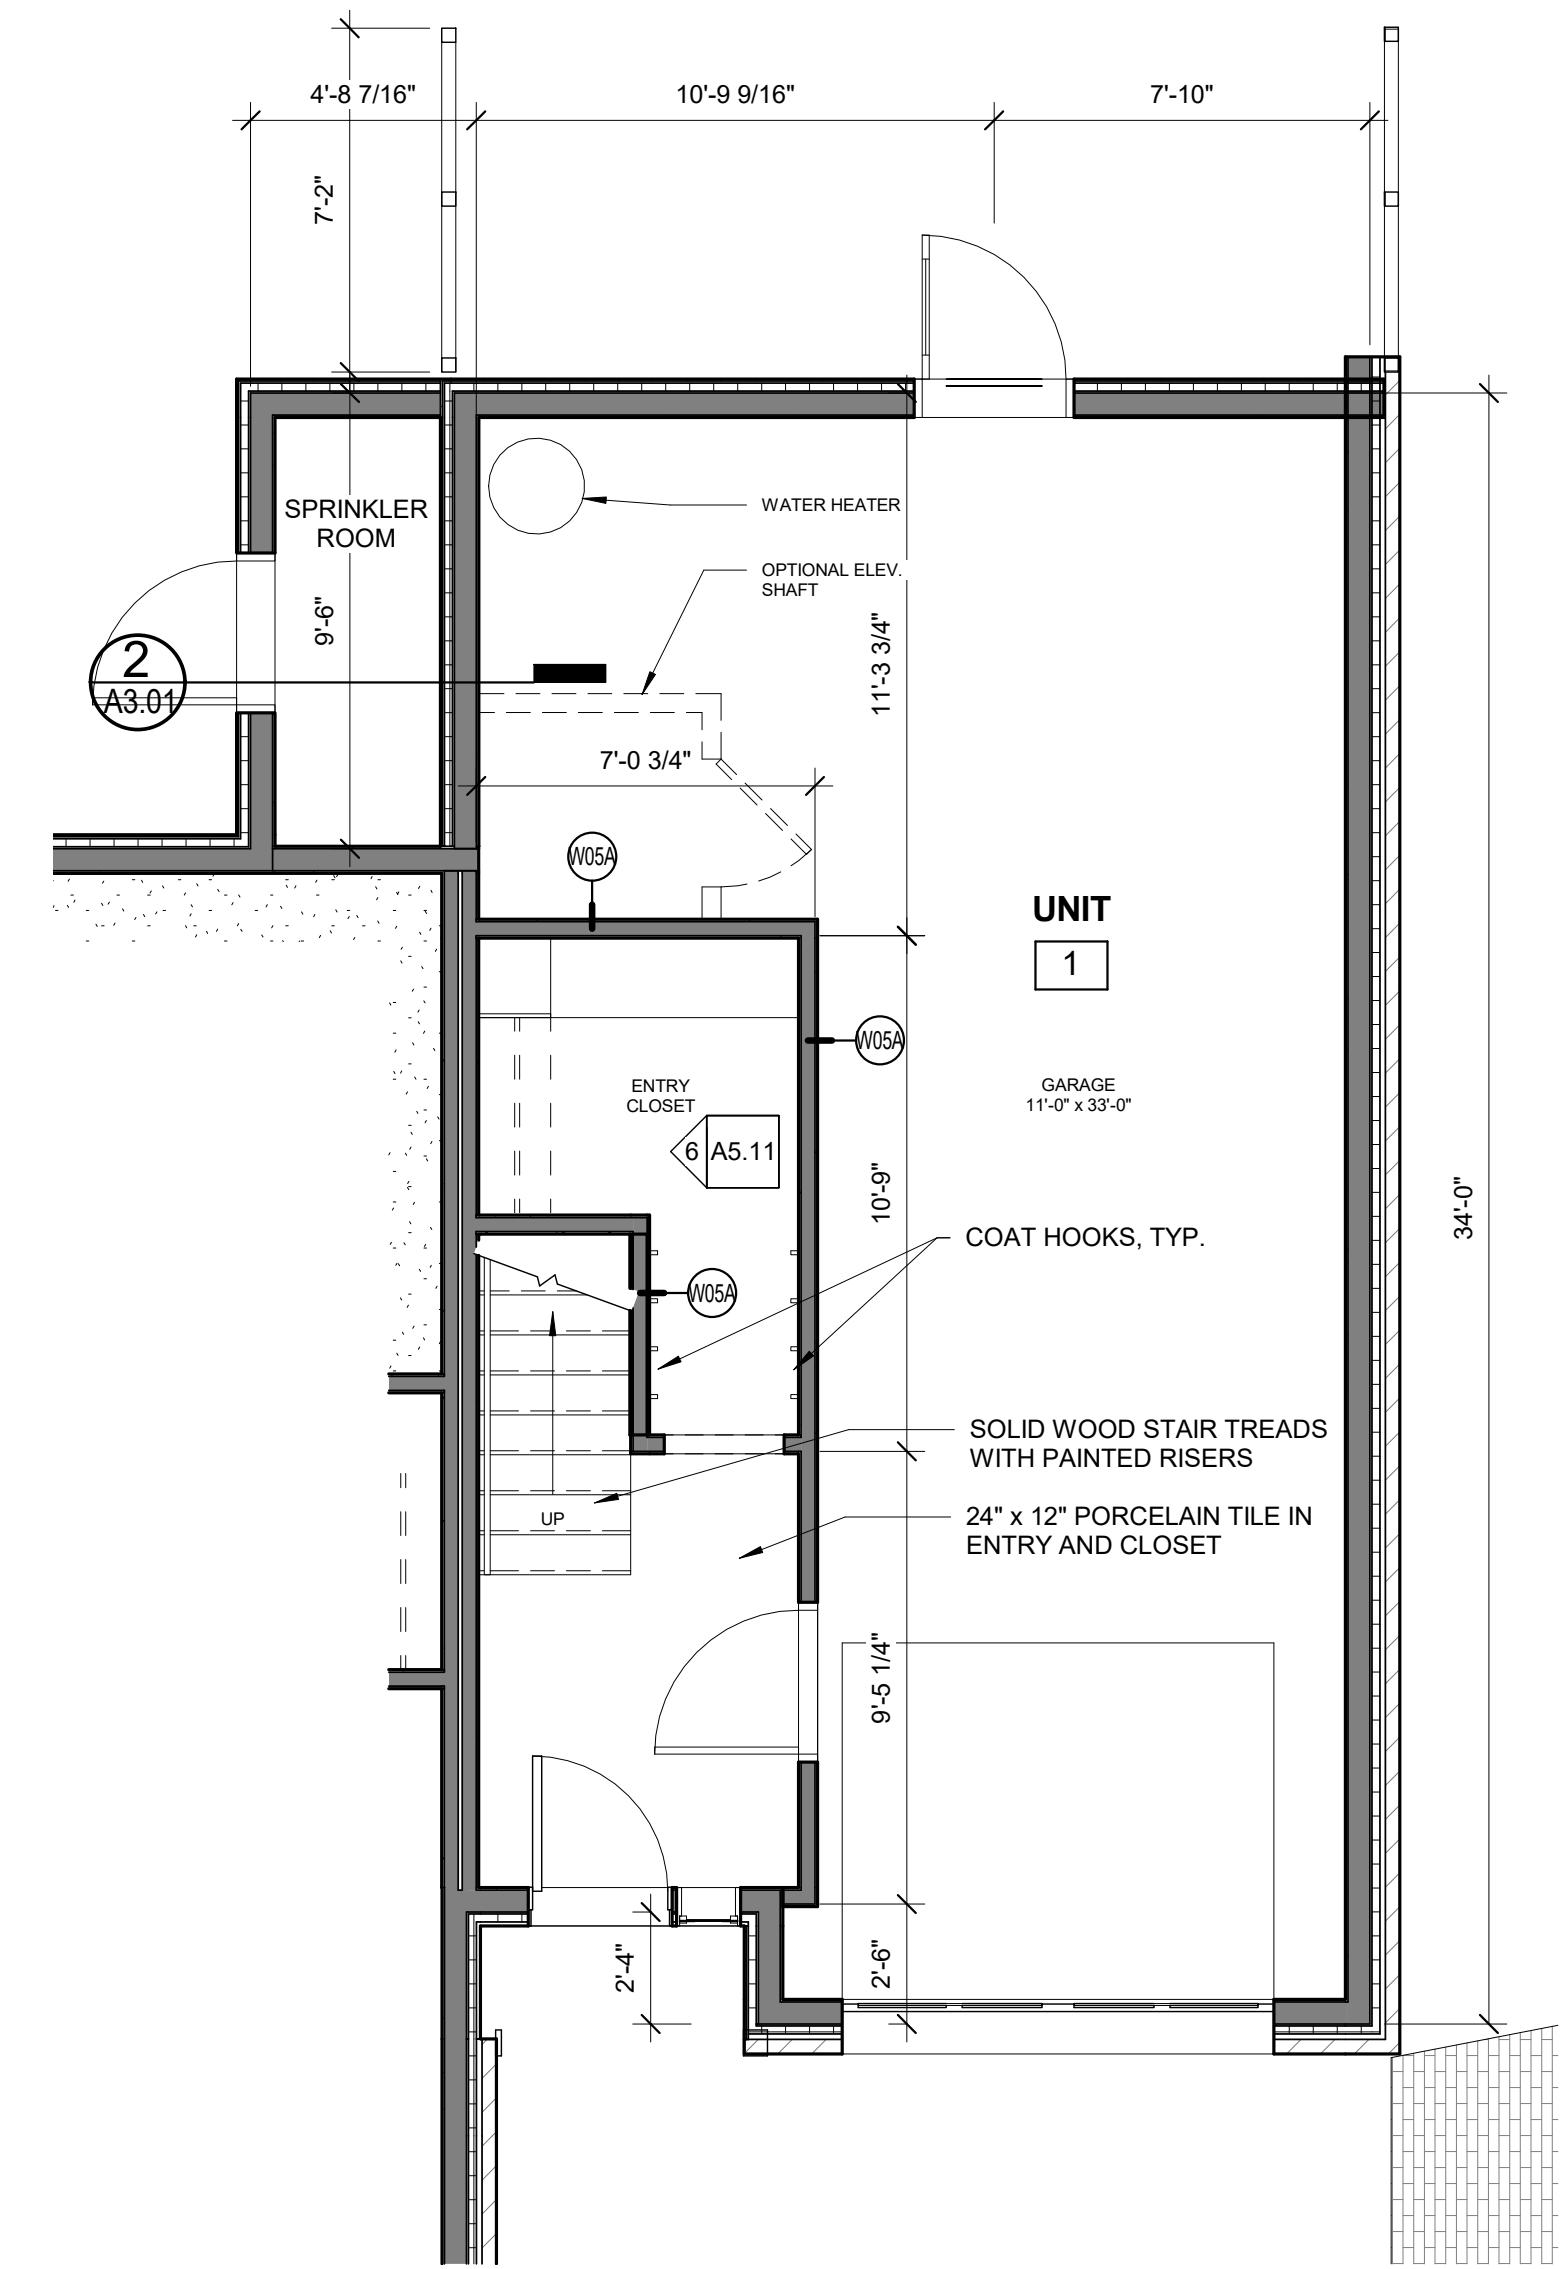 4'-8 7/16"
10'-9 9/16"
7'-10"
7'-2"
SPRINKLER
ROOM
WATER HEATER
OPTIONAL ELEV.
SHAFT
9'-6"
11'-3 3/4"
2
A3.01
7'-0 3/4"
W05A
UNIT
1
W05A
ENTRY
CLOSET
GARAGE
11'-0" x 33'-0"
6 A5.11
10'-9"
34'-0"
COAT HOOKS, TYP.
W05A
SOLID WOOD STAIR TREADS
WITH PAINTED RISERS
UP
24" x 12" PORCELAIN TILE IN
ENTRY AND CLOSET
9'-5 1/4"
2'-4"
2'-6"